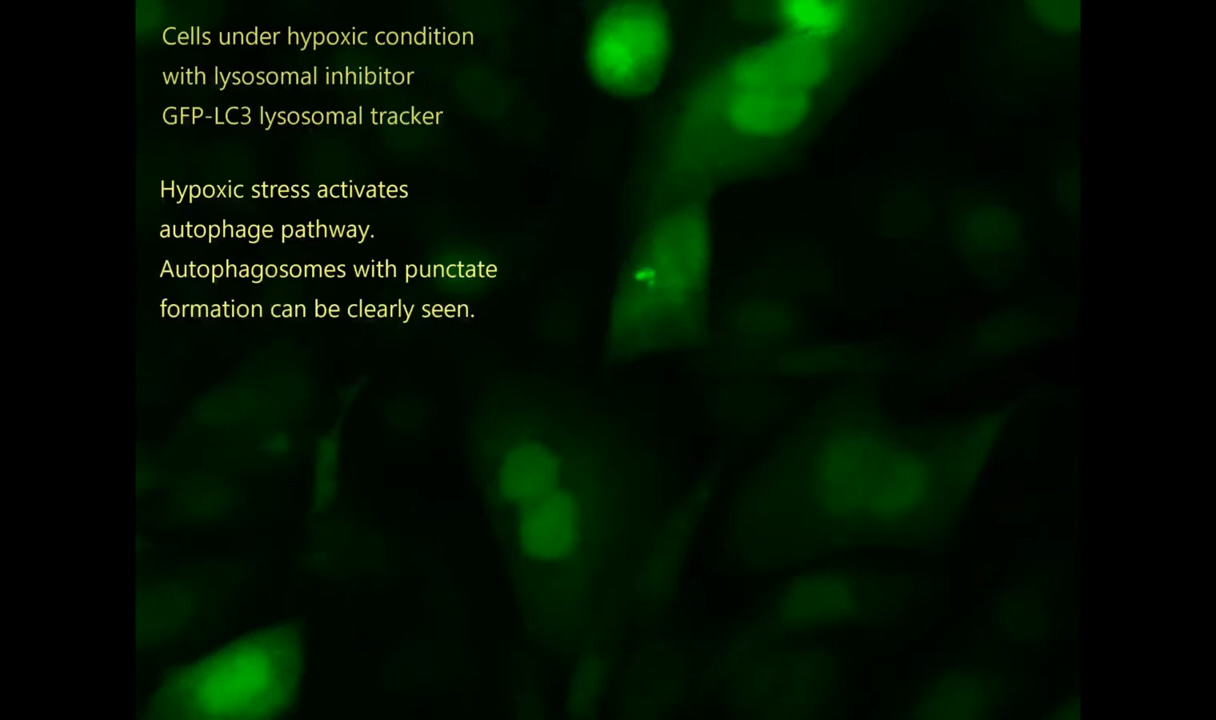 Cells under hypoxic condition
with lysosomal inhibitor
GFP-LC3 lysosomal tracker
Hypoxic stress activates
autophage pathway.
Autophagosomes with punctate
formation can be clearly seen.